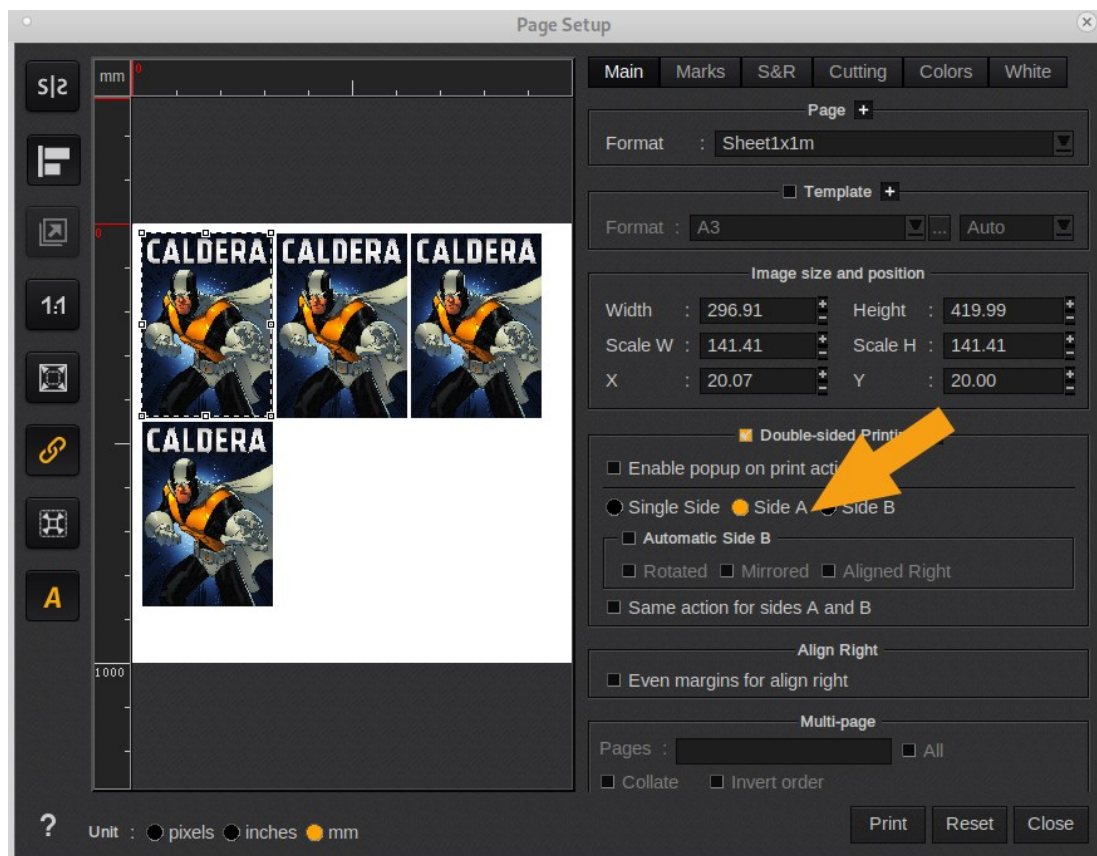 Page Setup
S|S
mm 0
Main Marks S&R Cutting Colors White
Page +
Format : Sheet1x1m
Template +
Format : A3 ... Auto
Image size and position
Width : 296.91 Height : 419.99
Scale W : 141.41 Scale H : 141.41
X : 20.07 Y : 20.00
0
CALDERA CALDERA CALDERA
1:1
CALDERA
Double-sided
Enable popup on print
Single Side Side A Side B
Automatic Side B
Rotated Mirrored Aligned Right
A
Same action for sides A and B
Align Right
Even margins for align right
1000
Multi-page
Pages : All
Collate Invert order
? Unit : pixels inches mm
Print Reset Close